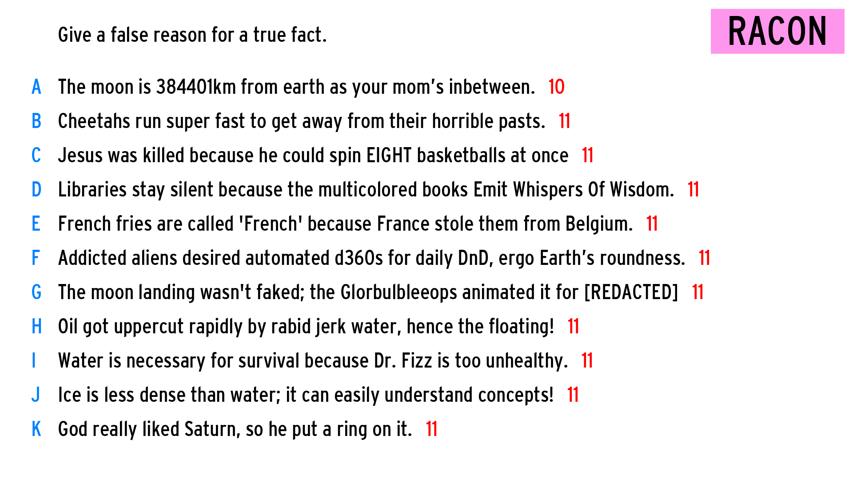 Give a false reason for a true fact.
RACON
A The moon is 384401km from earth as your mom's inbetween. 10
B Cheetahs run super fast to get away from their horrible pasts. 11
C Jesus was killed because he could spin EIGHT basketballs at once 11
D Libraries stay silent because the multicolored books Emit Whispers Of Wisdom. 11
E French fries are called 'French' because France stole them from Belgium. 11
F Addicted aliens desired automated d360s for daily DnD, ergo Earth's roundness. 11
G The moon landing wasn't faked; the Glorbulbleeops animated it for [REDACTED] 11
H Oil got uppercut rapidly by rabid jerk water, hence the floating! 11
I Water is necessary for survival because Dr. Fizz is too unhealthy. 11
J Ice is less dense than water; it can easily understand concepts! 11
K God really liked Saturn, so he put a ring on it. 11